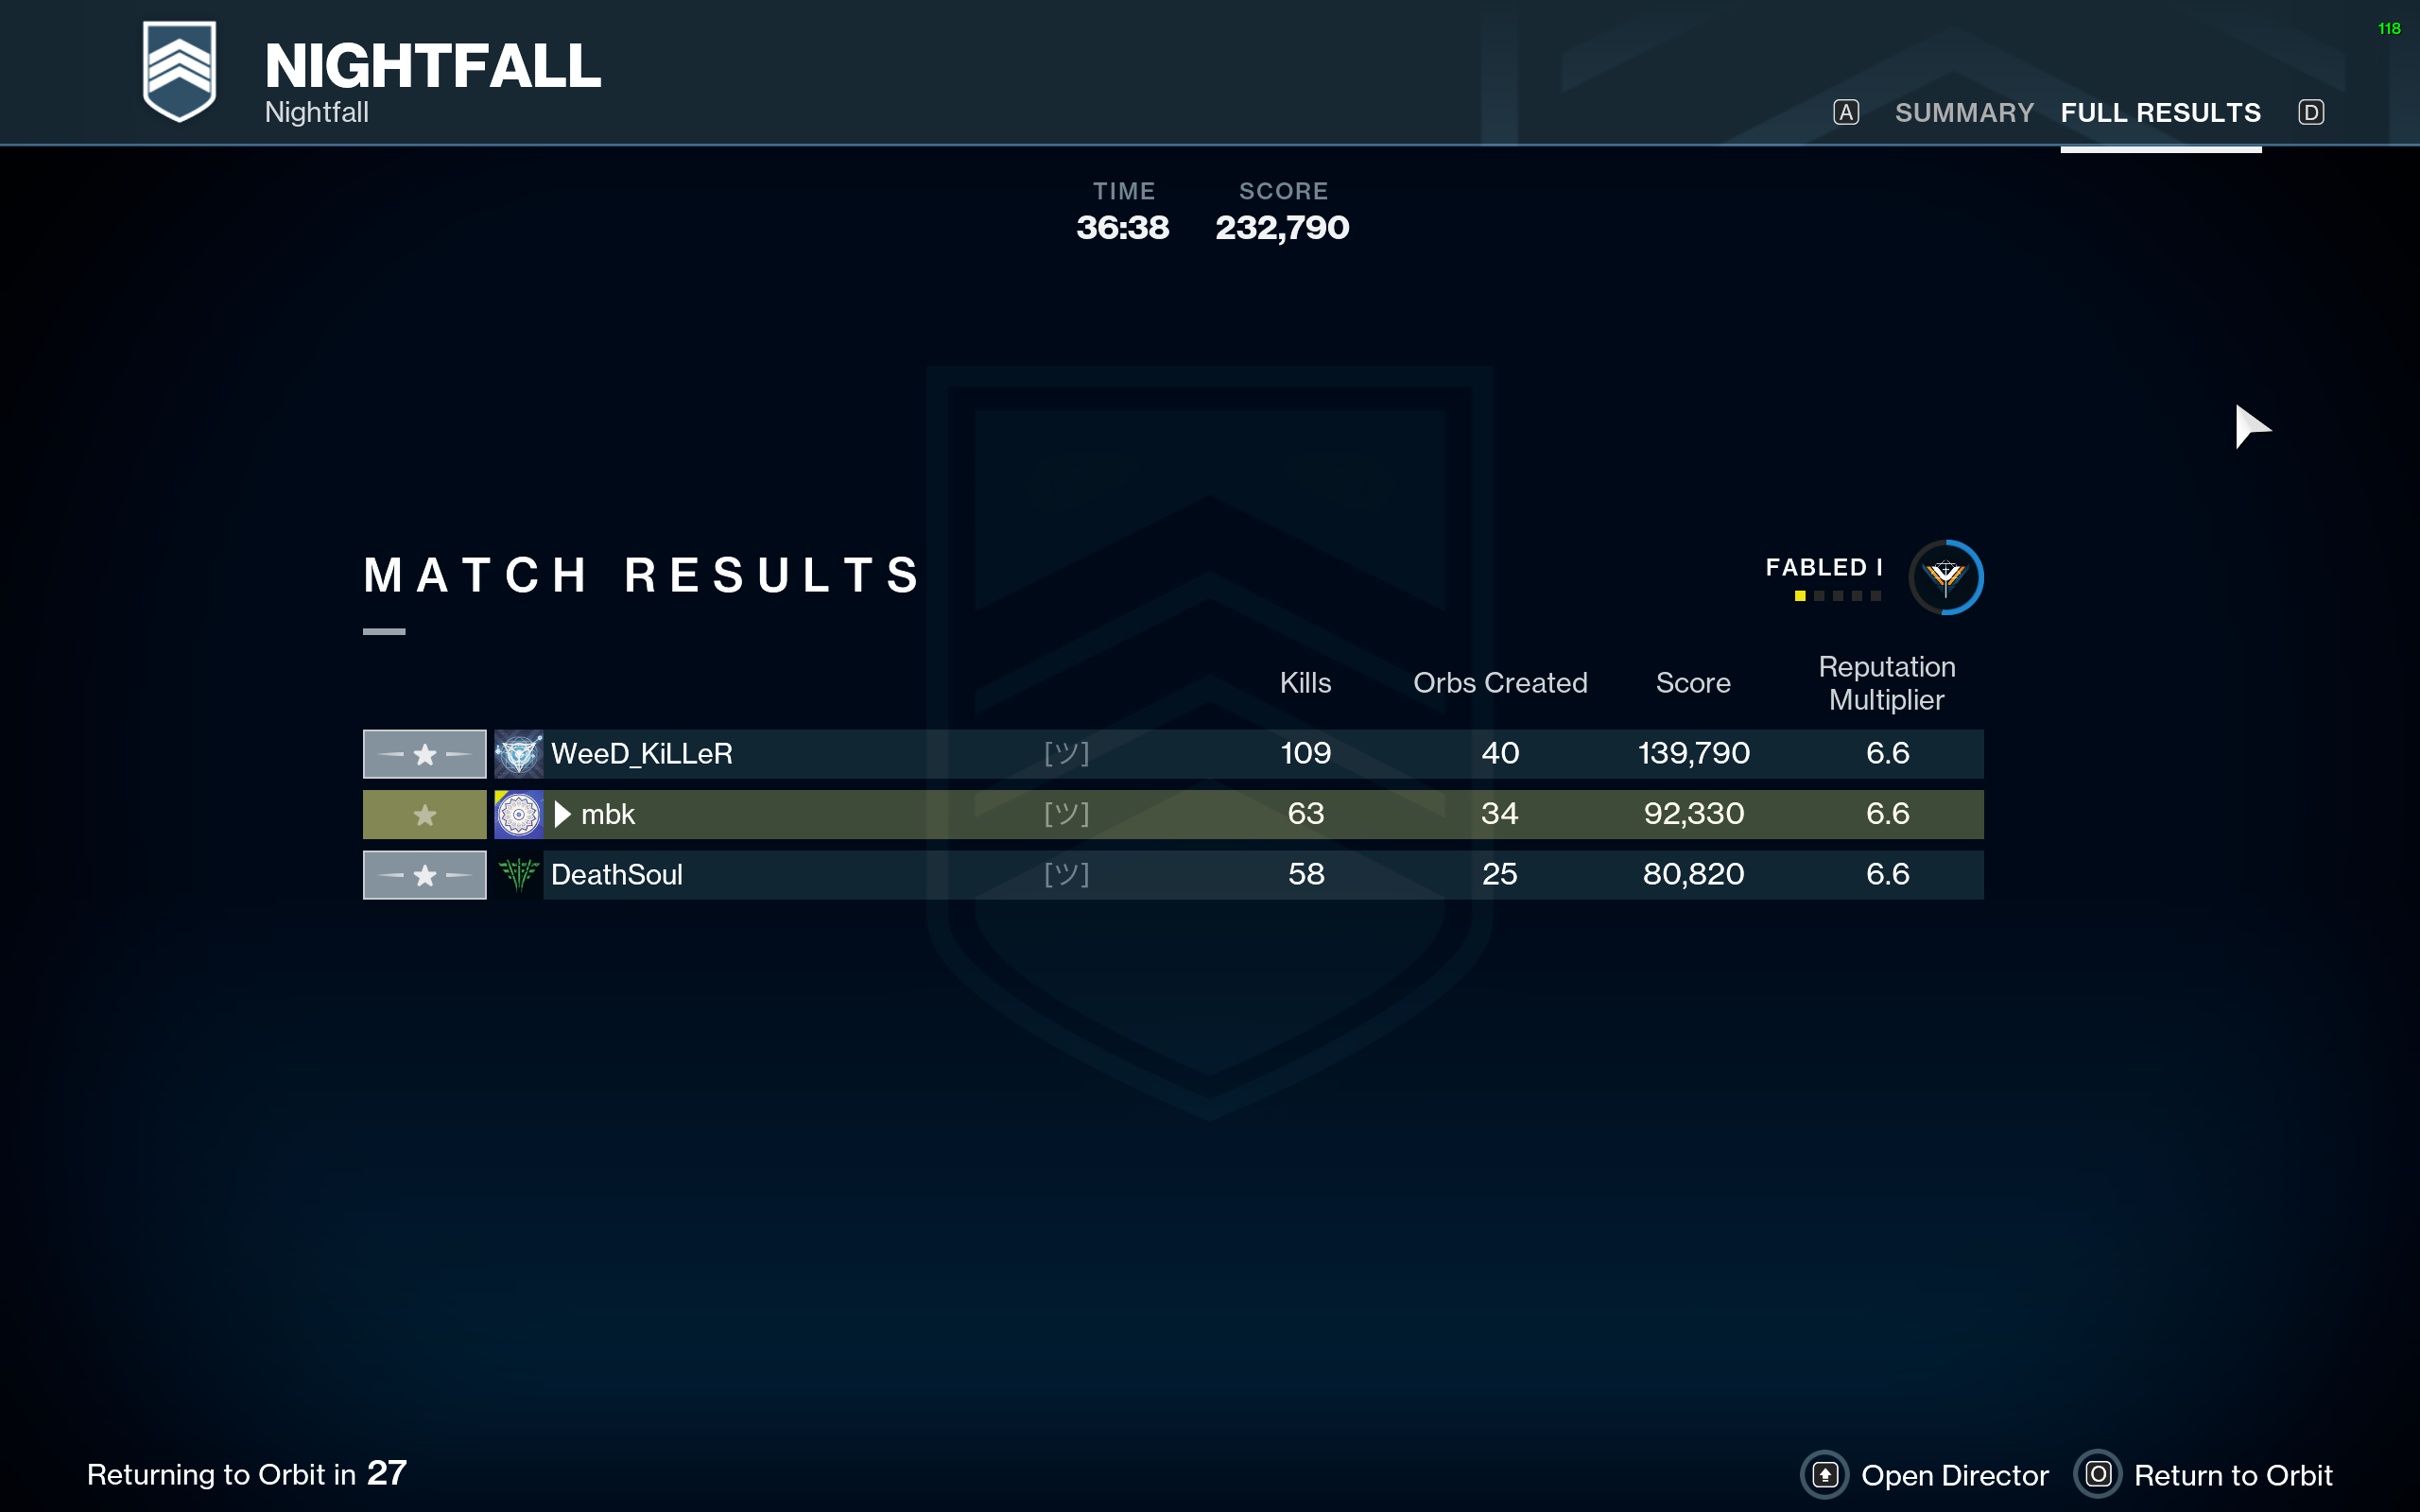 118
NIGHTFALL
Nightfall
A SUMMARY FULL RESULTS D
TIME SCORE
36:38 232,790
MATCH RESULTS
FABLED I
Kills Orbs Created Score Reputation Multiplier
WeeD_KiLLeR [ツ] 109 40 139,790 6.6
mbk [ツ] 63 34 92,330 6.6
DeathSoul [ツ] 58 25 80,820 6.6
Returning to Orbit in 27
Open Director O Return to Orbit